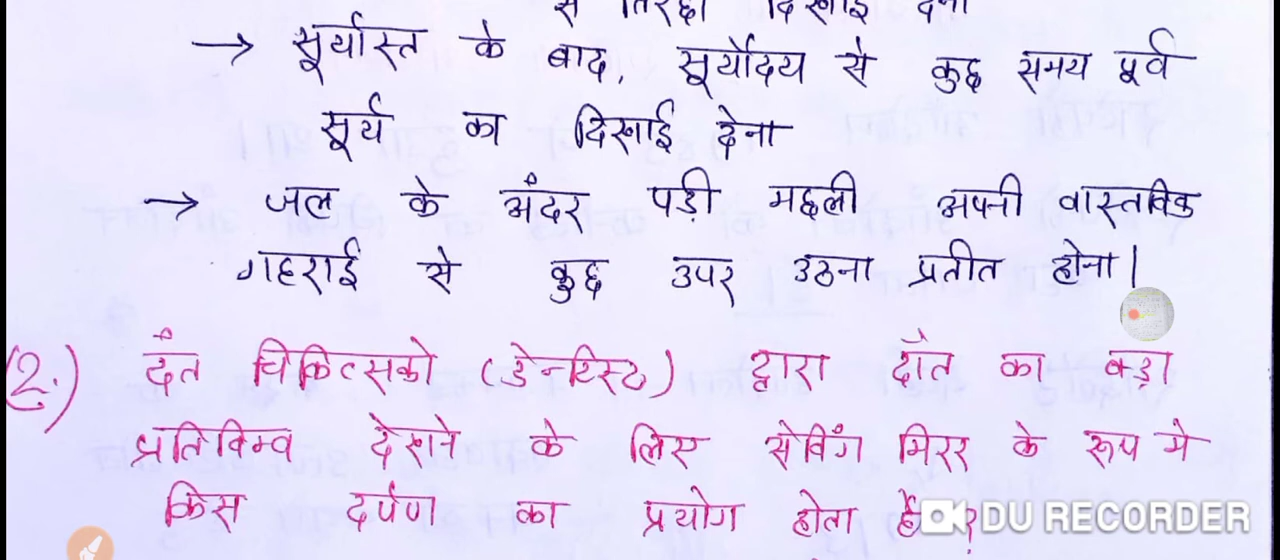 से तिरछा दिखाई देना
→ सूर्यास्त के बाद, सूर्योदय से कुछ समय पूर्व
सूर्य का दिखाई देना
→ जल के अंदर पड़ी मछली अपनी वास्तविक
गहराई से कुछ उपर उठना प्रतीत होना।
(2.) दंत चिकित्सको (डेन्टिस्ट) द्वारा दाँत का बड़ा
प्रतिविम्व देखने के लिए सेविंग मिरर के रूप मे
किस दर्पण का प्रयोग होता है ?
DU RECORDER